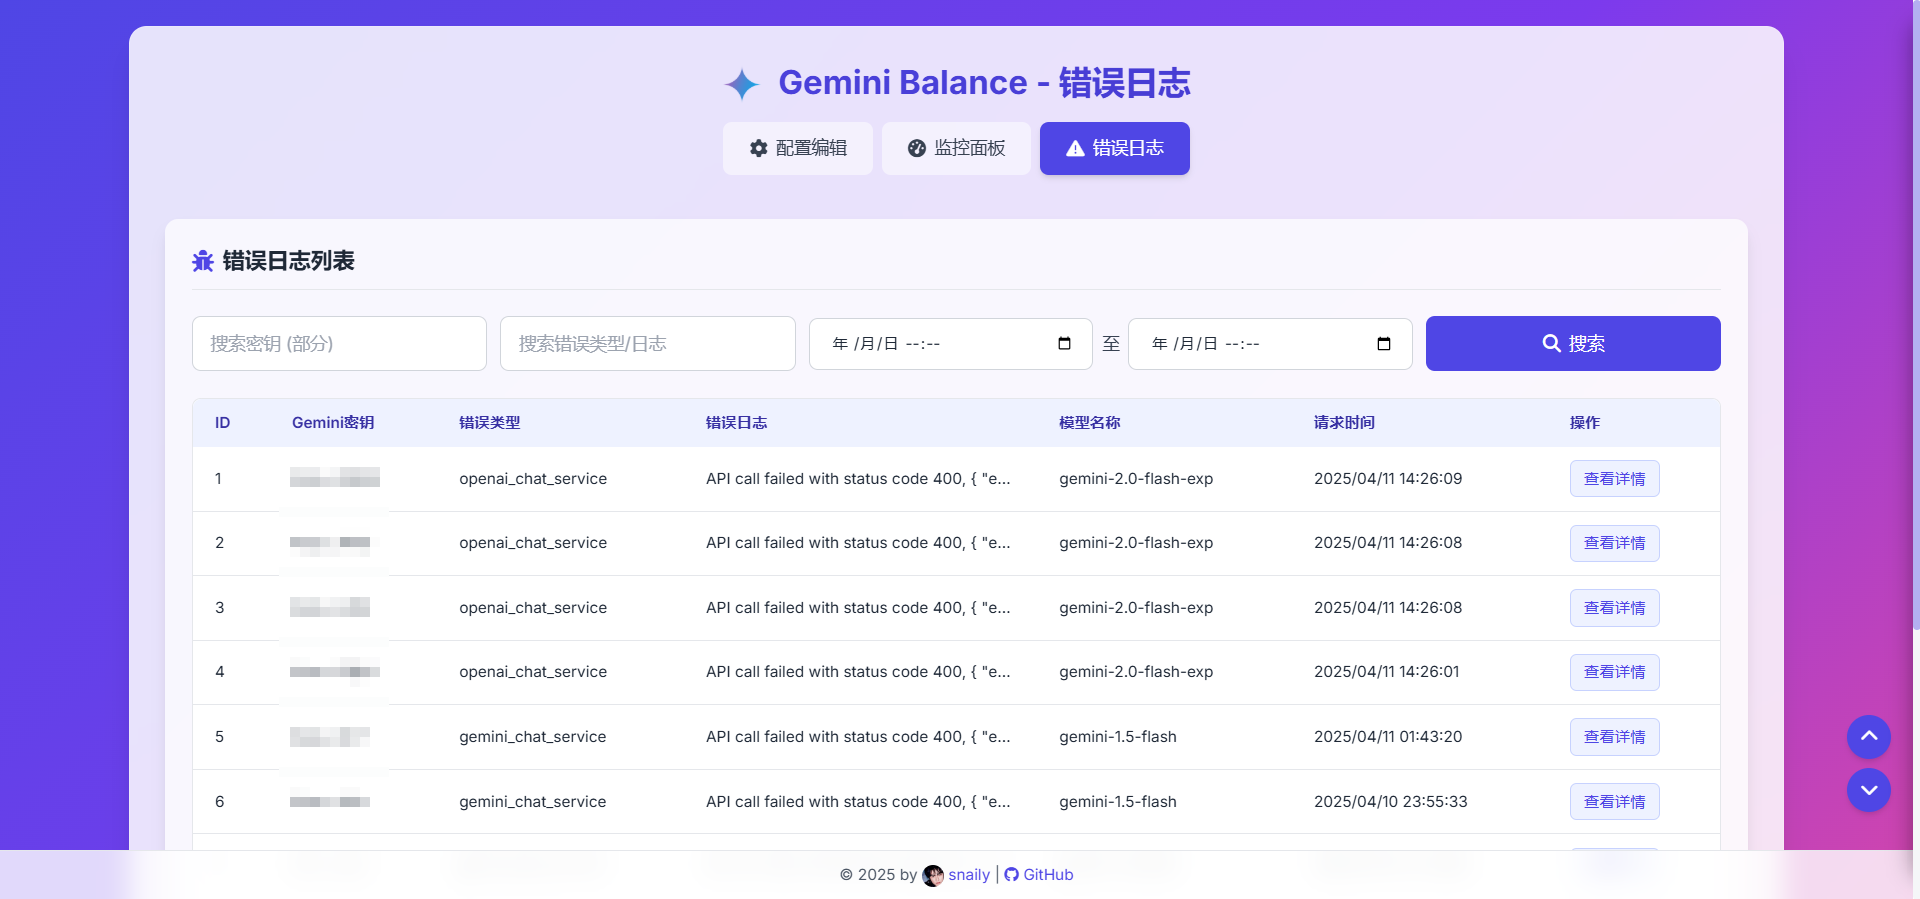 Gemini Balance - 错误日志
配置编辑 监控面板 错误日志
错误日志列表
搜索密钥 (部分) 搜索错误类型/日志 年 /月/日 --:-- 至 年 /月/日 --:-- 搜索
ID Gemini密钥 错误类型 错误日志 模型名称 请求时间 操作
1 openai_chat_service API call failed with status code 400, { "e... gemini-2.0-flash-exp 2025/04/11 14:26:09 查看详情
2 openai_chat_service API call failed with status code 400, { "e... gemini-2.0-flash-exp 2025/04/11 14:26:08 查看详情
3 openai_chat_service API call failed with status code 400, { "e... gemini-2.0-flash-exp 2025/04/11 14:26:08 查看详情
4 openai_chat_service API call failed with status code 400, { "e... gemini-2.0-flash-exp 2025/04/11 14:26:01 查看详情
5 gemini_chat_service API call failed with status code 400, { "e... gemini-1.5-flash 2025/04/11 01:43:20 查看详情
6 gemini_chat_service API call failed with status code 400, { "e... gemini-1.5-flash 2025/04/10 23:55:33 查看详情
© 2025 by snaily | GitHub